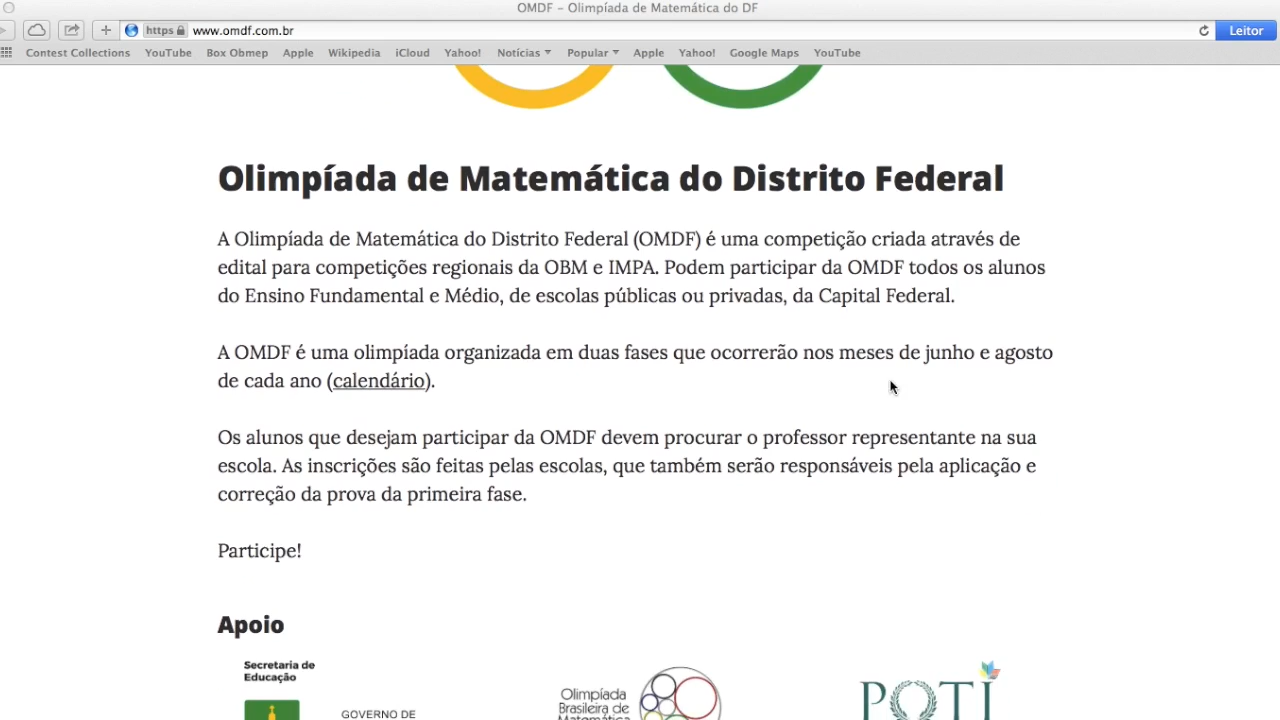 OMDF – Olimpíada de Matemática do DF
https www.omdf.com.br Leitor
Contest Collections YouTube Box Obmep Apple Wikipedia iCloud Yahoo! Notícias Popular Apple Yahoo! Google Maps YouTube
Olimpíada de Matemática do Distrito Federal
A Olimpíada de Matemática do Distrito Federal (OMDF) é uma competição criada através de
edital para competições regionais da OBM e IMPA. Podem participar da OMDF todos os alunos
do Ensino Fundamental e Médio, de escolas públicas ou privadas, da Capital Federal.
A OMDF é uma olimpíada organizada em duas fases que ocorrerão nos meses de junho e agosto
de cada ano (calendário).
Os alunos que desejam participar da OMDF devem procurar o professor representante na sua
escola. As inscrições são feitas pelas escolas, que também serão responsáveis pela aplicação e
correção da prova da primeira fase.
Participe!
Apoio
Secretaria de
Educação
GOVERNO DE
Olimpíada
Brasileira de
Matemática
POTI